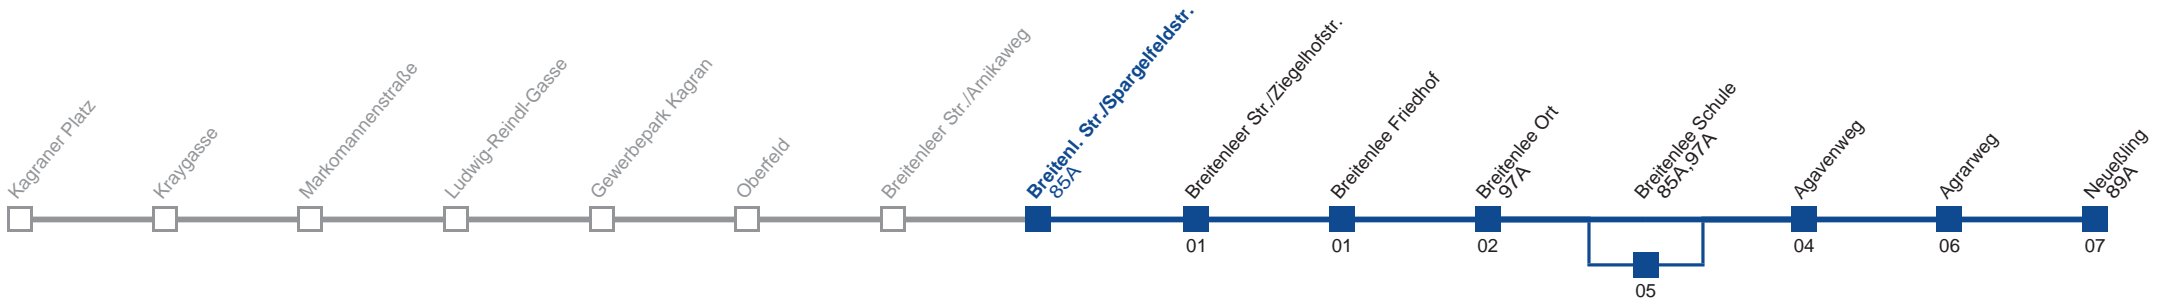 Kagraner Platz
Kraygasse
Markomannenstraße
Ludwig-Reindl-Gasse
Gewerbepark Kagran
Oberfeld
Breitenleer Str./Arnikaweg
Breitenl. Str./Spargelfeldstr.
85A
Breitenleer Str./Ziegelhofstr.
Breitenlee Friedhof
Breitenlee Ort
97A
Breitenlee Schule
85A,97A
Agavenweg
Agrarweg
Neueßling
89A
01
01
02
04
06
07
05